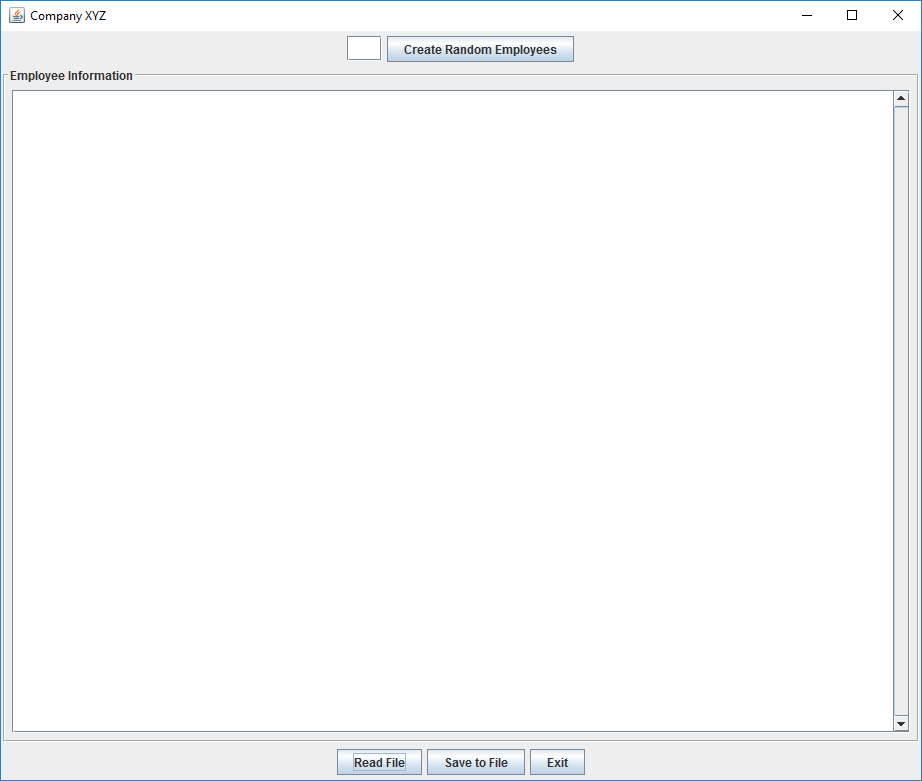 Company XYZ
Create Random Employees
Employee Information
Read File Save to File Exit